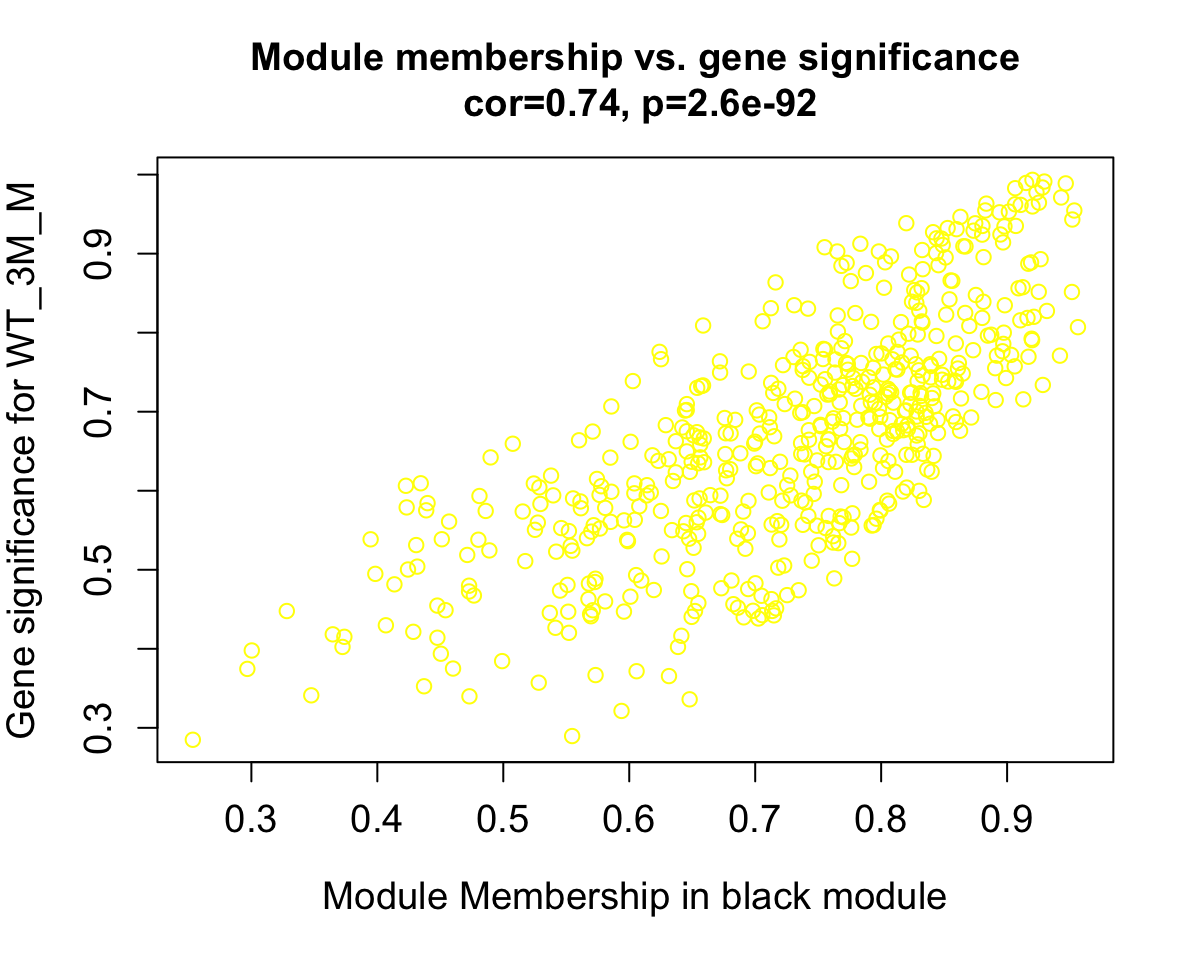 Module membership vs. gene significance
cor=0.74, p=2.6e-92
Gene significance for WT_3M_M
0.9
0.7
0.5
0.3
0.3 0.4 0.5 0.6 0.7 0.8 0.9
Module Membership in black module